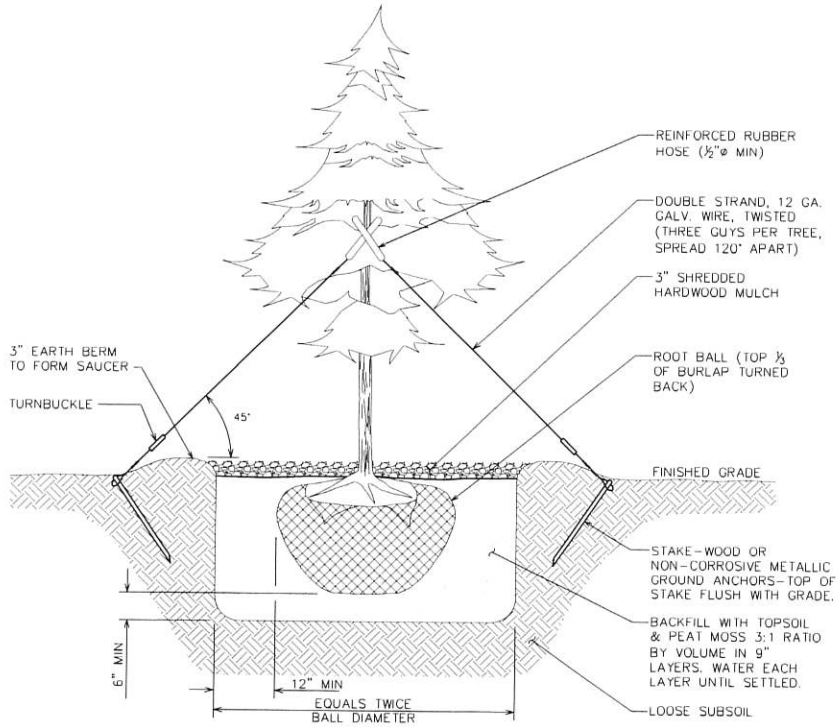 REINFORCED RUBBER
HOSE (½"ø MIN)
DOUBLE STRAND, 12 GA.
GALV. WIRE, TWISTED
(THREE GUYS PER TREE,
SPREAD 120° APART)
3" SHREDDED
HARDWOOD MULCH
3" EARTH BERM
TO FORM SAUCER
ROOT BALL (TOP ⅓
OF BURLAP TURNED
BACK)
TURNBUCKLE
45°
FINISHED GRADE
STAKE-WOOD OR
NON-CORROSIVE METALLIC
GROUND ANCHORS-TOP OF
STAKE FLUSH WITH GRADE.
BACKFILL WITH TOPSOIL
& PEAT MOSS 3:1 RATIO
BY VOLUME IN 9"
LAYERS. WATER EACH
LAYER UNTIL SETTLED.
6" MIN
12" MIN
EQUALS TWICE
BALL DIAMETER
LOOSE SUBSOIL